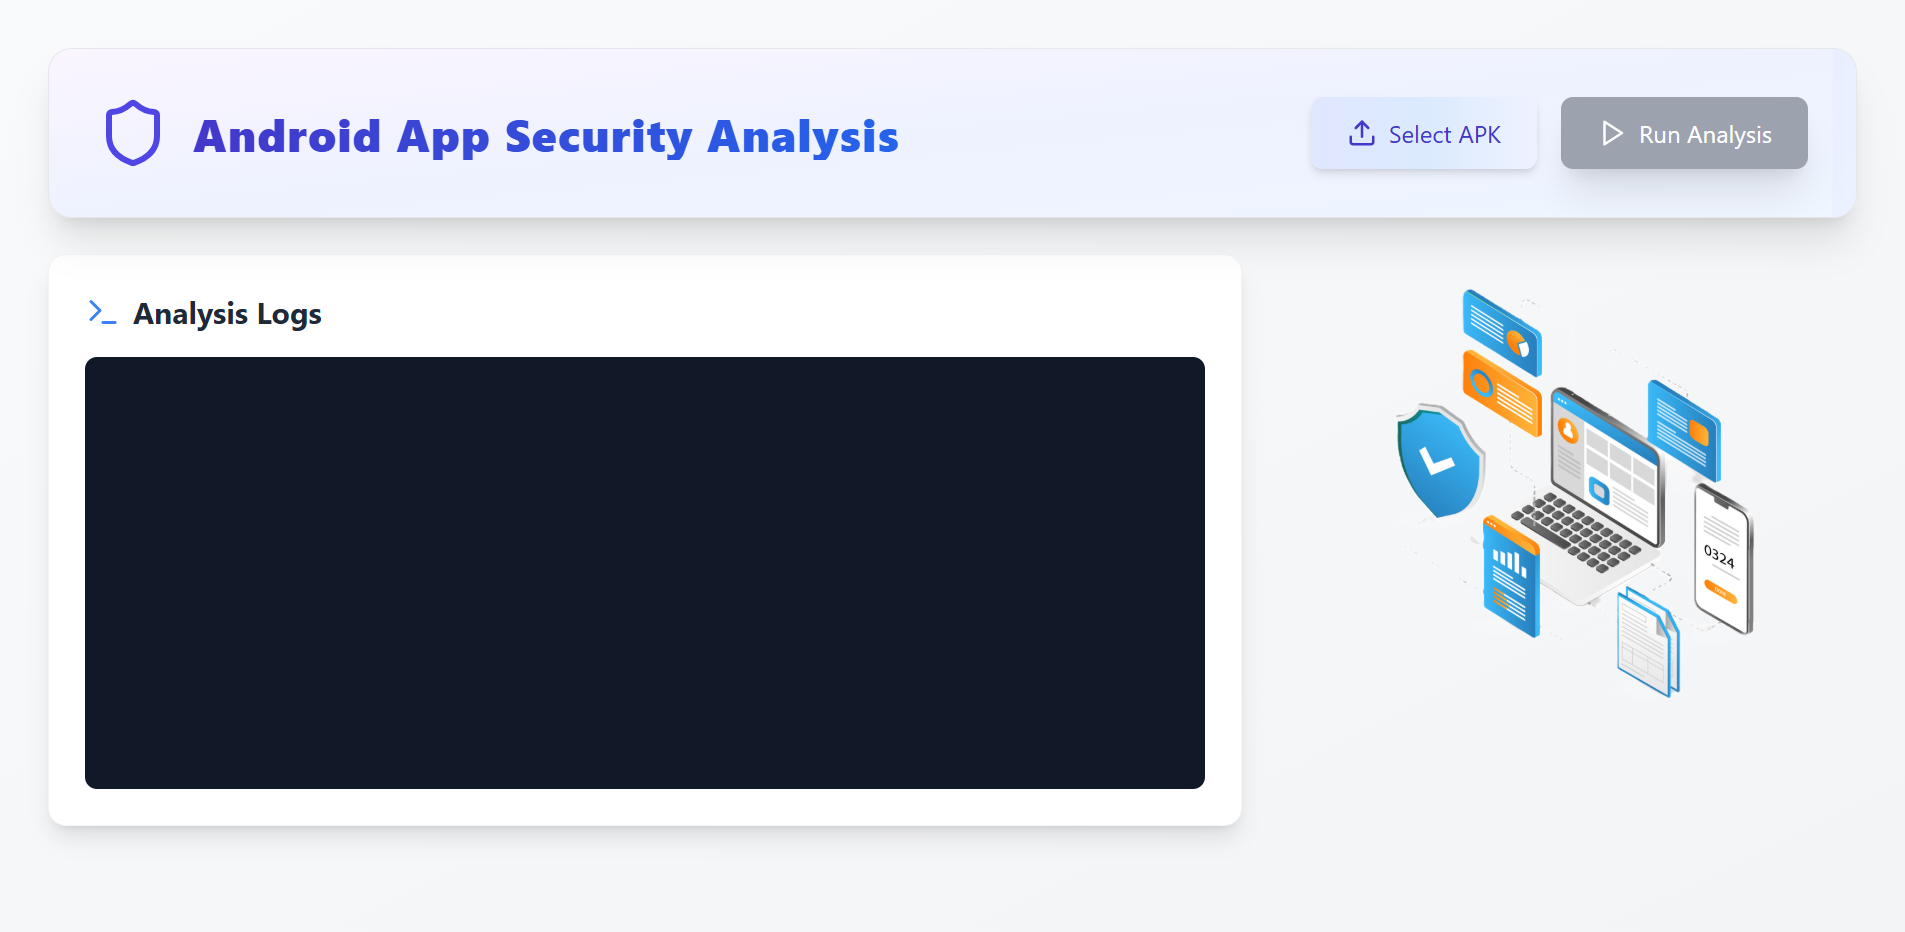 Android App Security Analysis
Select APK
Run Analysis
Analysis Logs
0324